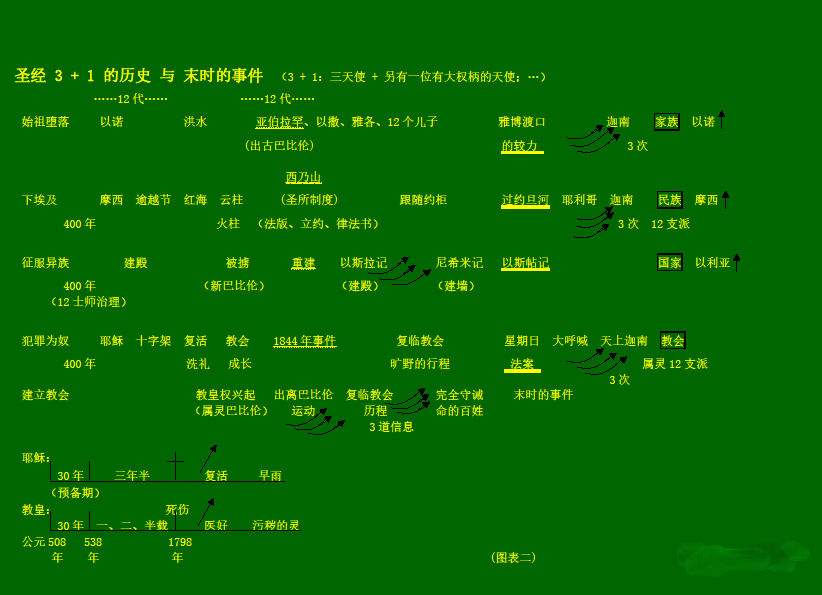 圣经 3 + 1 的历史 与 末时的事件 （3 + 1：三天使 + 另有一位有大权柄的天使；…）
……12 代…… ……12 代……
始祖堕落 以诺 洪水 亚伯拉罕、以撒、雅各、12 个儿子 雅博渡口 迦南 家族 以诺
（出古巴比伦） 的较力 3 次
西乃山
下埃及 摩西 逾越节 红海 云柱 （圣所制度） 跟随约柜 过约旦河 耶利哥 迦南 民族 摩西
400 年 火柱 （法版、立约、律法书） 3 次 12 支派
征服异族 建殿 被掳 重建 以斯拉记 尼希米记 以斯帖记 国家 以利亚
400 年 （新巴比伦） （建殿） （建墙）
（12 士师治理）
犯罪为奴 耶稣 十字架 复活 教会 1844 年事件 复临教会 星期日 大呼喊 天上迦南 教会
400 年 洗礼 成长 旷野的行程 法案 属灵 12 支派
3 次
建立教会 教皇权兴起 出离巴比伦 复临教会 完全守诫 末时的事件
（属灵巴比伦） 运动 历程 命的百姓
3 道信息
耶稣：
30 年 三年半 复活 早雨
（预备期）
教皇： 死伤
30 年 一、二、半载 医好 污秽的灵
公元 508 538 1798
年 年 年 （图表二）